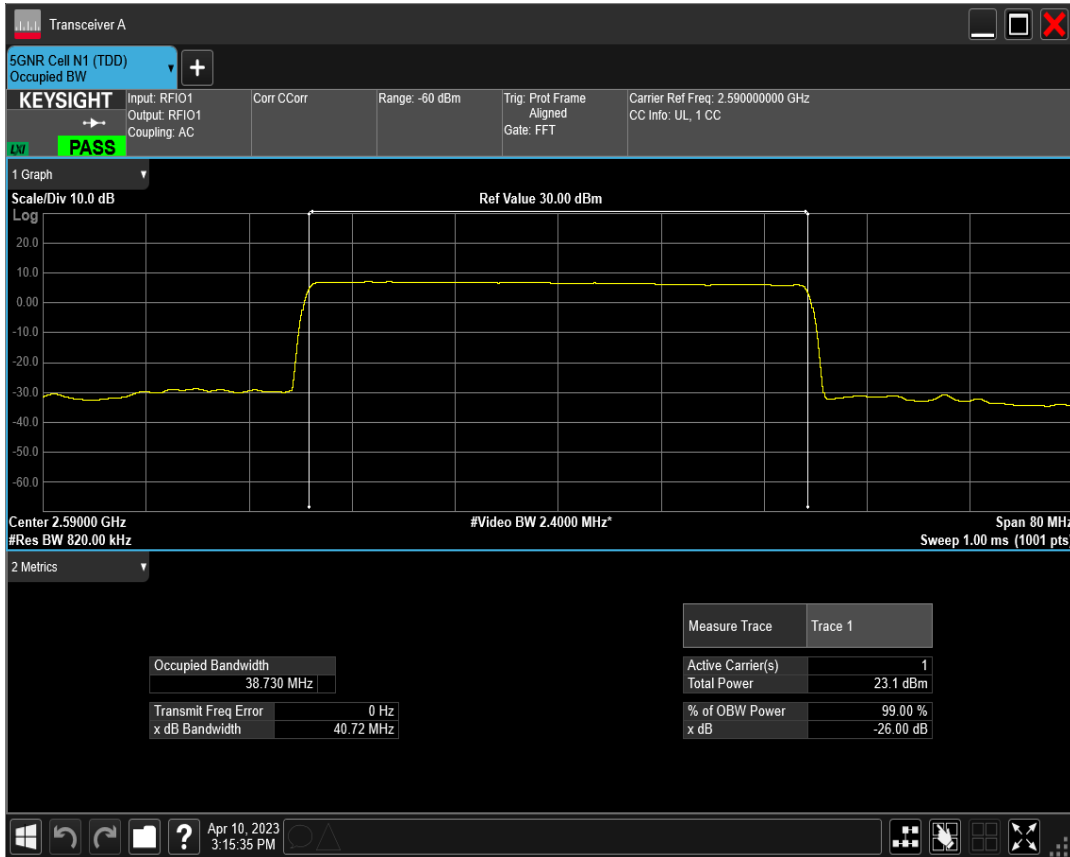 Transceiver A
5GNR Cell N1 (TDD)
Occupied BW
+
KEYSIGHT
LXI
PASS
Input: RFIO1
Output: RFIO1
Coupling: AC
Corr CCorr
Range: -60 dBm
Trig: Prot Frame
Aligned
Gate: FFT
Carrier Ref Freq: 2.590000000 GHz
CC Info: UL, 1 CC
1 Graph
Scale/Div 10.0 dB
Ref Value 30.00 dBm
Log
20.0
10.0
0.00
-10.0
-20.0
-30.0
-40.0
-50.0
-60.0
Center 2.59000 GHz
#Video BW 2.4000 MHz*
Span 80 MHz
#Res BW 820.00 kHz
Sweep 1.00 ms (1001 pts)
2 Metrics
Measure Trace Trace 1
Occupied Bandwidth
38.730 MHz
Active Carrier(s) 1
Total Power 23.1 dBm
Transmit Freq Error 0 Hz
x dB Bandwidth 40.72 MHz
% of OBW Power 99.00 %
x dB -26.00 dB
?
Apr 10, 2023
3:15:35 PM